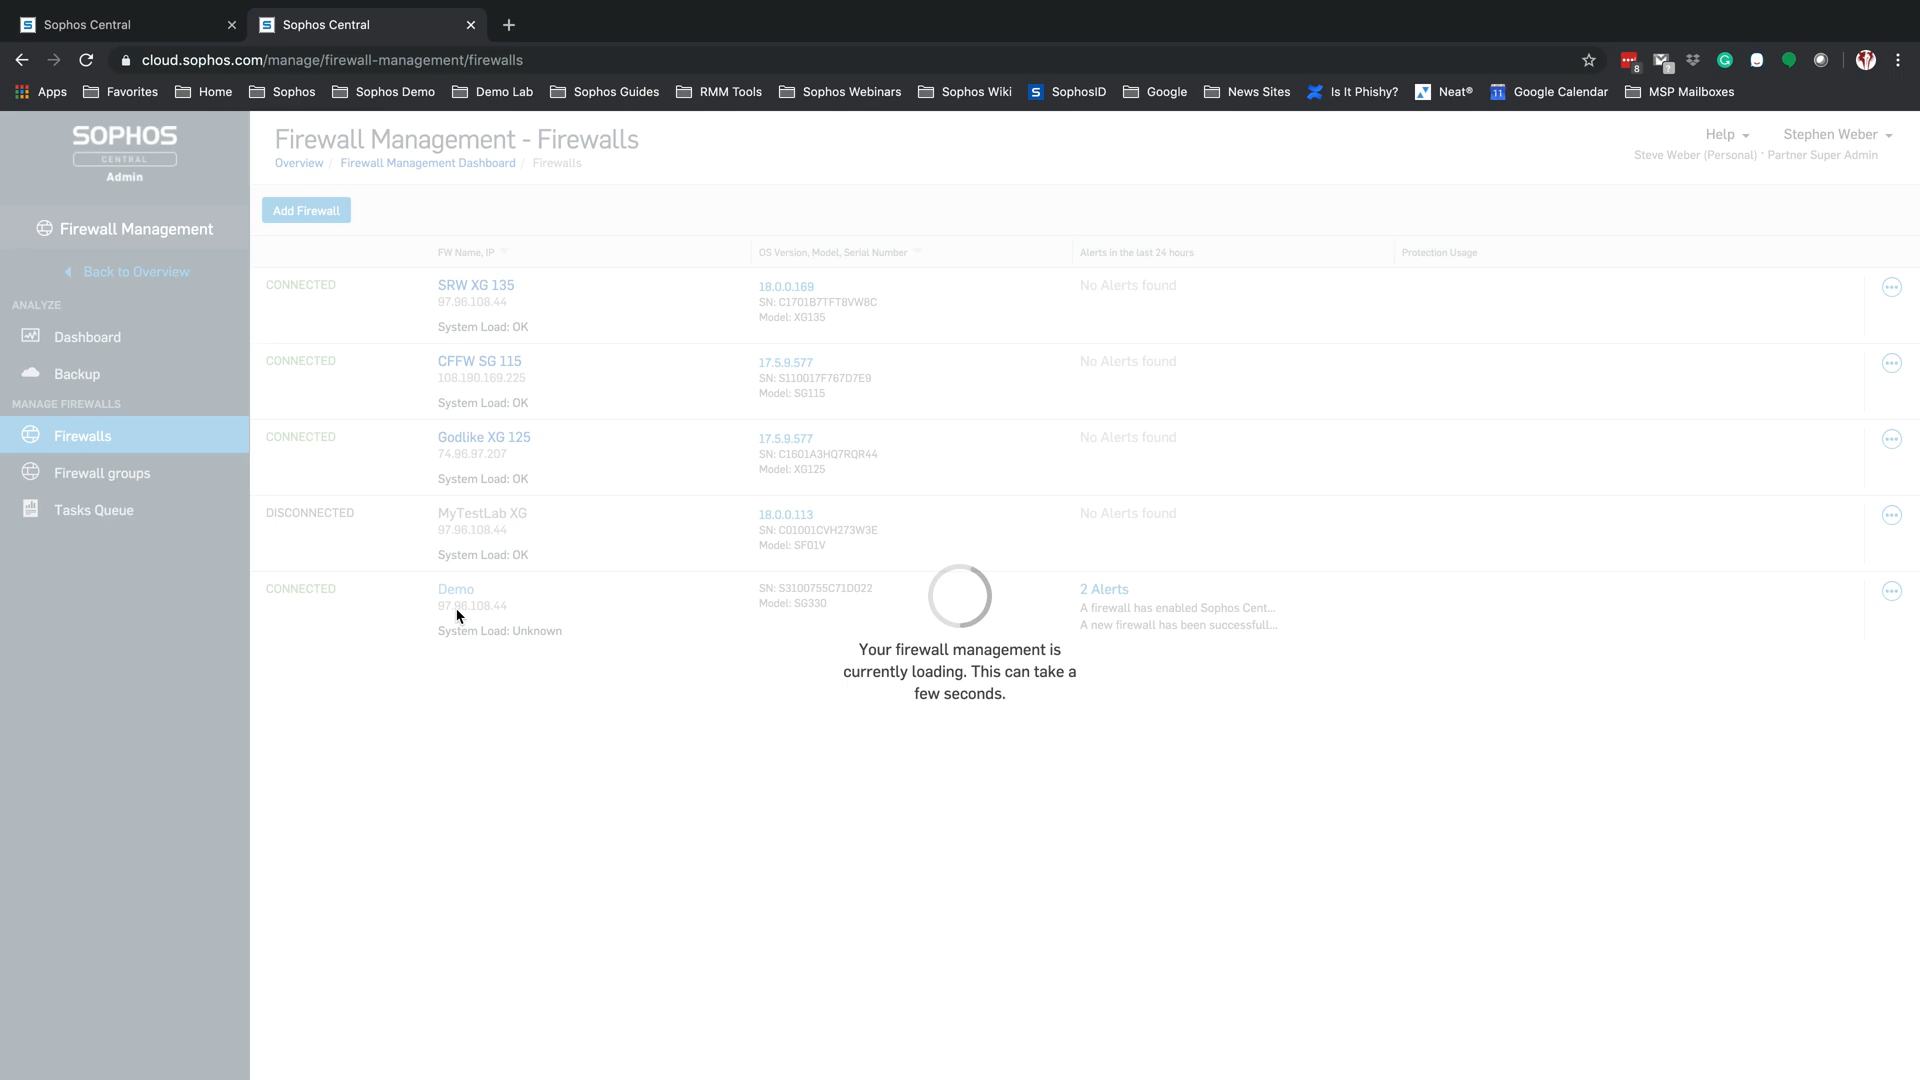 Sophos Central
Sophos Central
cloud.sophos.com/manage/firewall-management/firewalls
8
?
Apps Favorites Home Sophos Sophos Demo Demo Lab Sophos Guides RMM Tools Sophos Webinars Sophos Wiki SophosID Google News Sites Is It Phishy? Neat® Google Calendar MSP Mailboxes
SOPHOS
CENTRAL
Admin
Firewall Management
Back to Overview
ANALYZE
Dashboard
Backup
MANAGE FIREWALLS
Firewalls
Firewall groups
Tasks Queue
Firewall Management - Firewalls
Overview / Firewall Management Dashboard / Firewalls
Help Stephen Weber
Steve Weber (Personal) · Partner Super Admin
Add Firewall
FW Name, IP OS Version, Model, Serial Number Alerts in the last 24 hours Protection Usage
CONNECTED SRW XG 135 18.0.0.169 No Alerts found
97.96.108.44 SN: C1701B7TFT8VW8C
System Load: OK Model: XG135
CONNECTED CFFW SG 115 17.5.9.577 No Alerts found
108.190.169.225 SN: S110017F767D7E9
System Load: OK Model: SG115
CONNECTED Godlike XG 125 17.5.9.577 No Alerts found
74.96.97.207 SN: C1601A3HQ7RQR44
System Load: OK Model: XG125
DISCONNECTED MyTestLab XG 18.0.0.113 No Alerts found
97.96.108.44 SN: C01001CVH273W3E
System Load: OK Model: SF01V
CONNECTED Demo SN: S3100755C71D022 2 Alerts
97.96.108.44 Model: SG330 A firewall has enabled Sophos Cent...
System Load: Unknown A new firewall has been successfull...
Your firewall management is
currently loading. This can take a
few seconds.